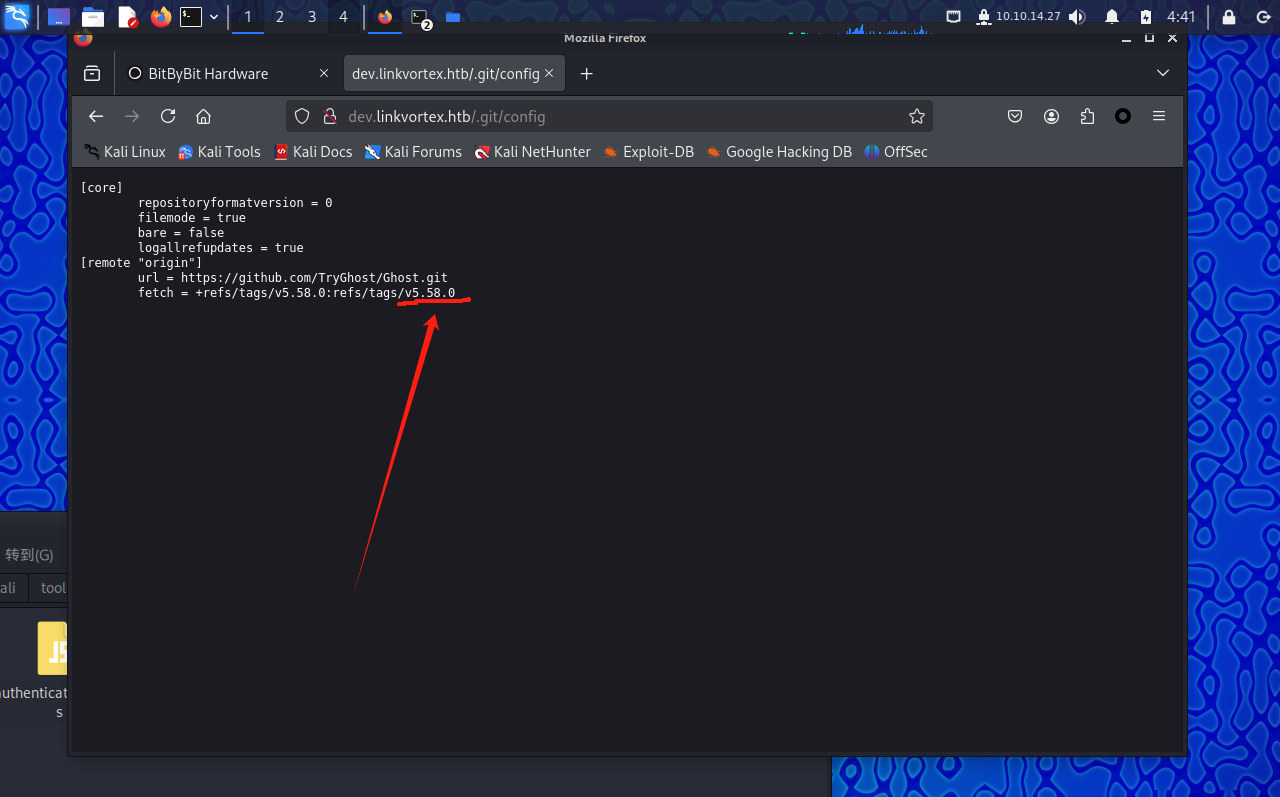 1 2 3 4 2 10.10.14.27 4:41
Mozilla Firefox
BitByBit Hardware dev.linkvortex.htb/.git/config
dev.linkvortex.htb/.git/config
Kali Linux Kali Tools Kali Docs Kali Forums Kali NetHunter Exploit-DB Google Hacking DB OffSec
[core]
repositoryformatversion = 0
filemode = true
bare = false
logallrefupdates = true
[remote "origin"]
url = https://github.com/TryGhost/Ghost.git
fetch = +refs/tags/v5.58.0:refs/tags/v5.58.0
转到(G)
ali tool
JS
uthenticat
s